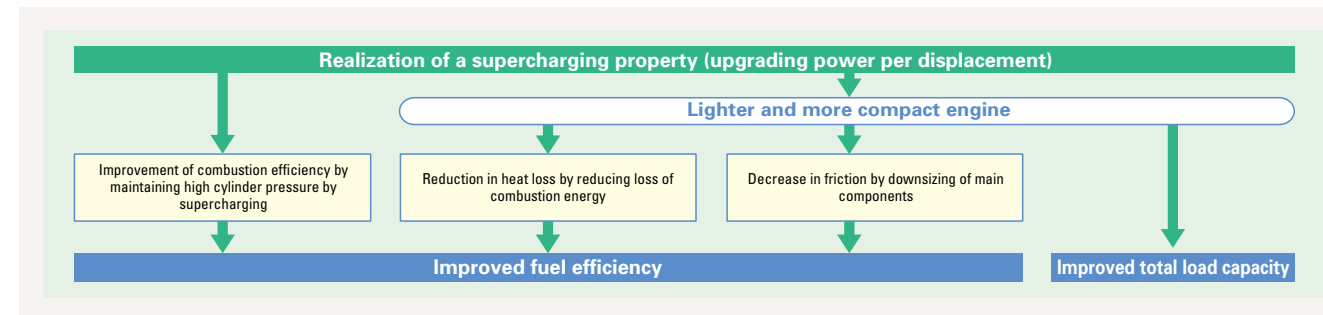 Realization of a supercharging property (upgrading power per displacement)
Lighter and more compact engine
Improvement of combustion efficiency by
maintaining high cylinder pressure by
supercharging
Reduction in heat loss by reducing loss of
combustion energy
Decrease in friction by downsizing of main
components
Improved fuel efficiency
Improved total load capacity